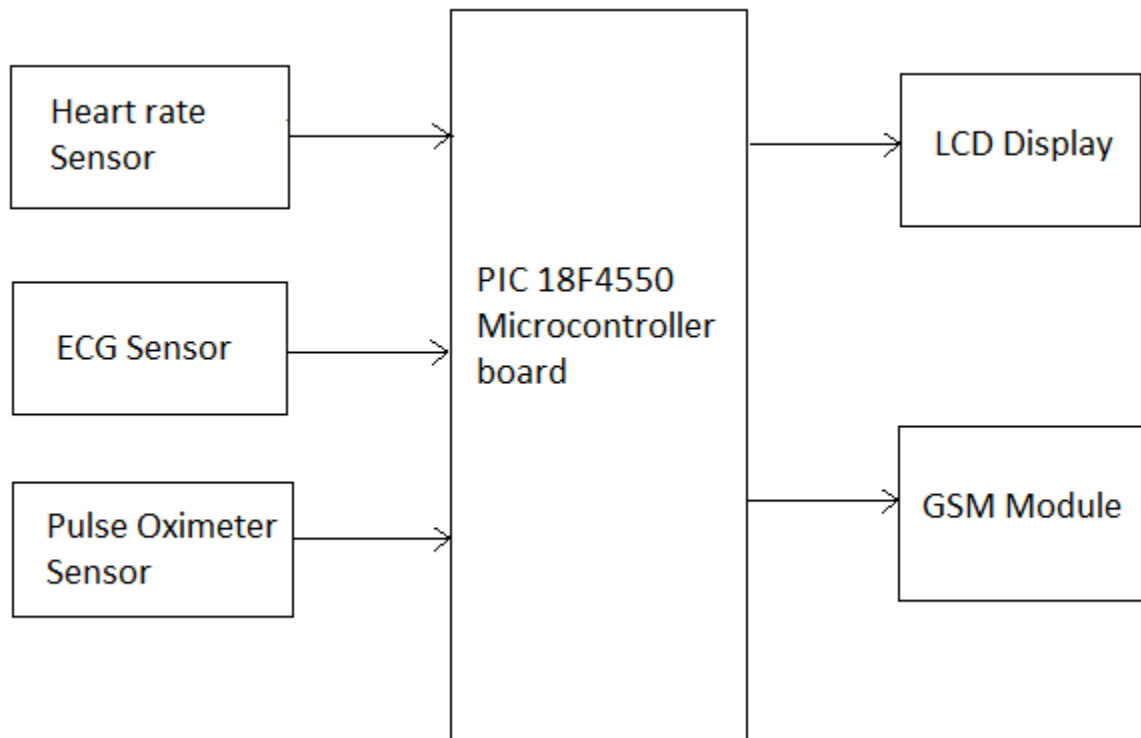 Heart rate
Sensor
ECG Sensor
Pulse Oximeter
Sensor
PIC 18F4550
Microcontroller
board
LCD Display
GSM Module